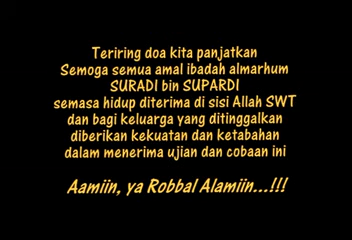 Teriring doa kita panjatkan
Semoga semua amal ibadah almarhum
SURADI bin SUPARDI
semasa hidup diterima di sisi Allah SWT
dan bagi keluarga yang ditinggalkan
diberikan kekuatan dan ketabahan
dalam menerima ujian dan cobaan ini
Aamiin, ya Robbal Alamiin...!!!